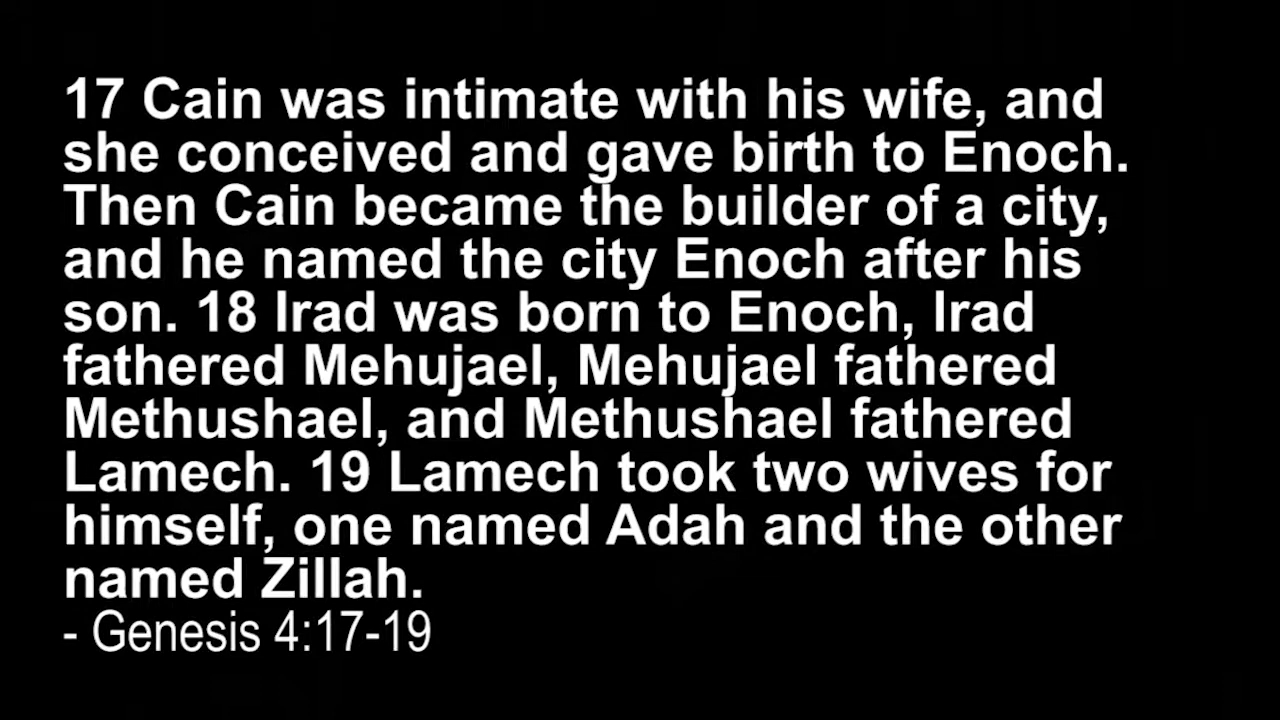 17 Cain was intimate with his wife, and
she conceived and gave birth to Enoch.
Then Cain became the builder of a city,
and he named the city Enoch after his
son. 18 Irad was born to Enoch, Irad
fathered Mehujael, Mehujael fathered
Methushael, and Methushael fathered
Lamech. 19 Lamech took two wives for
himself, one named Adah and the other
named Zillah.
- Genesis 4:17-19